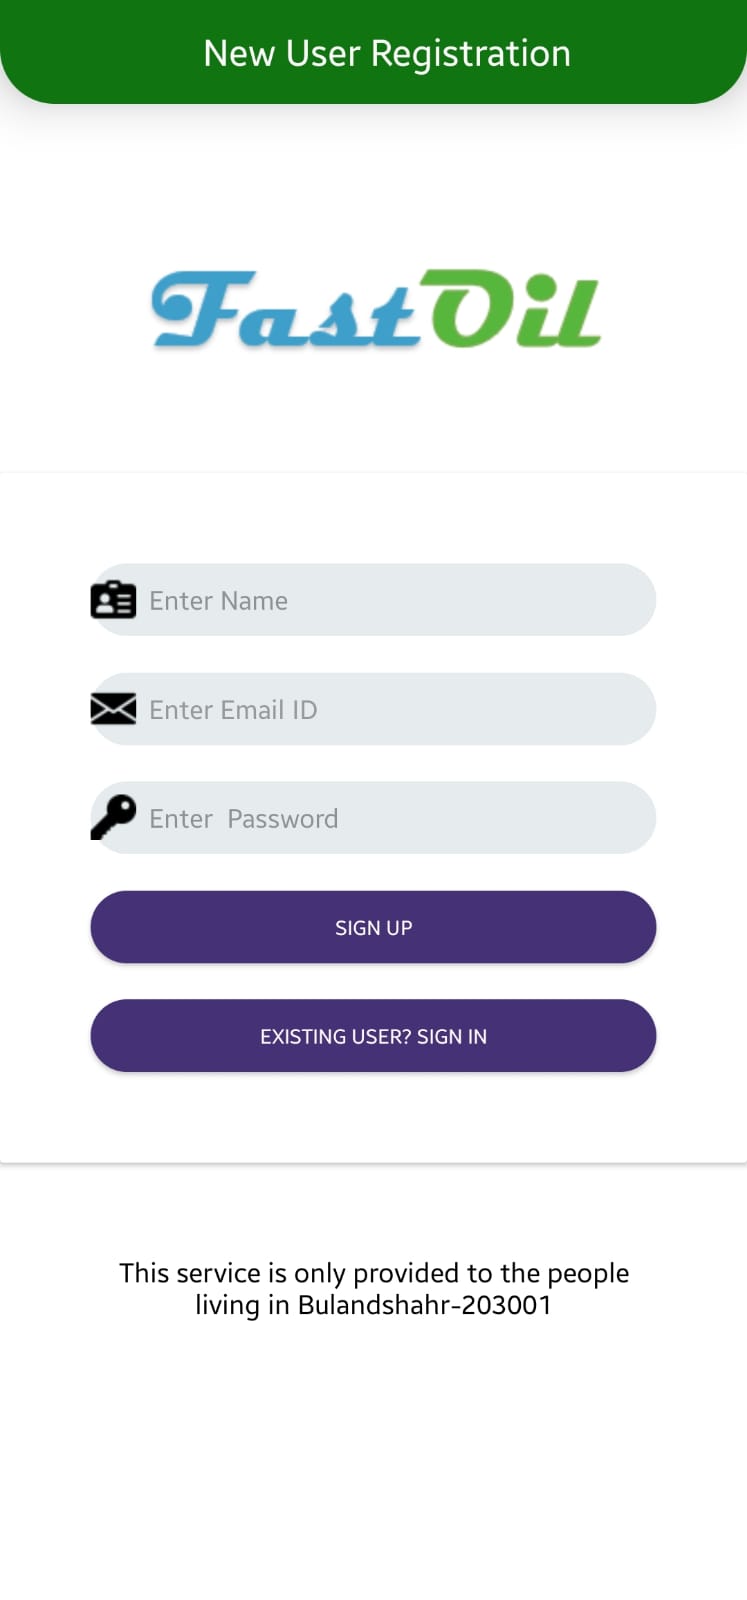 New User Registration
FastOil
Enter Name
Enter Email ID
Enter  Password
SIGN UP
EXISTING USER? SIGN IN
This service is only provided to the people
living in Bulandshahr-203001